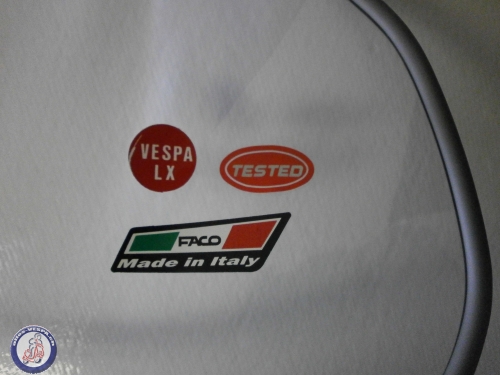 VESPA
LX
TESTED
FACO
Made in Italy